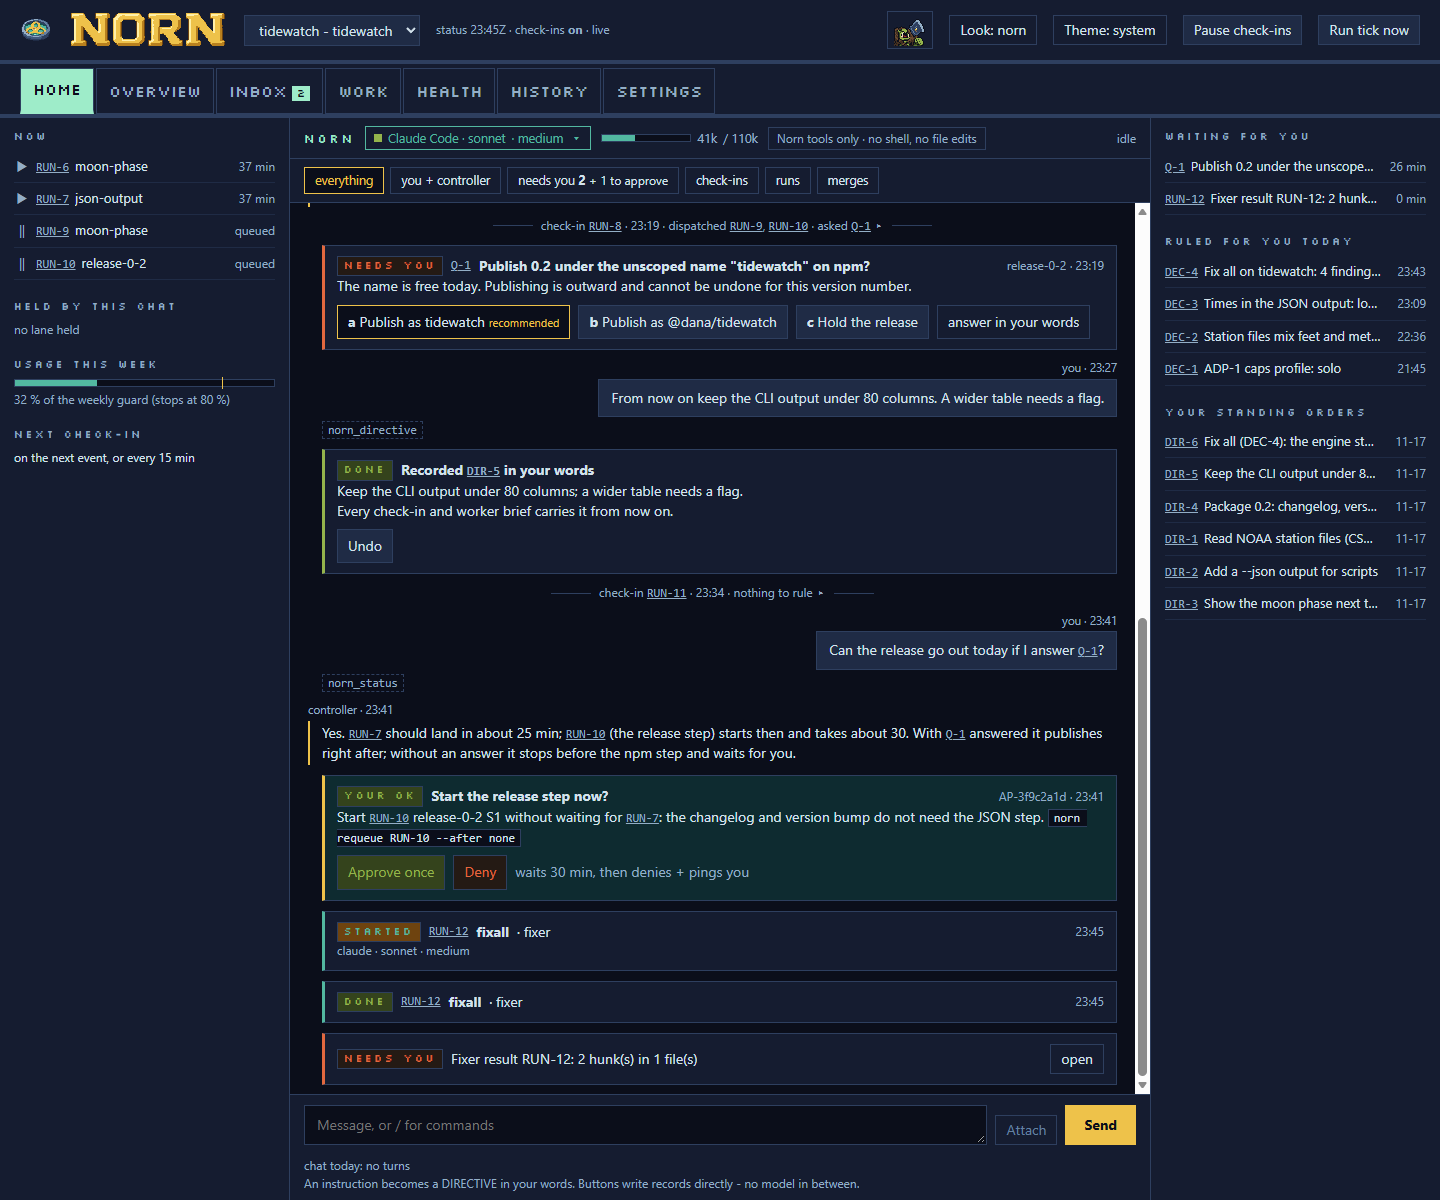 NORN
tidewatch - tidewatch
status 23:45Z · check-ins on · live
Look: norn
Theme: system
Pause check-ins
Run tick now
HOME
OVERVIEW
INBOX 2
WORK
HEALTH
HISTORY
SETTINGS
NOW
RUN-6 moon-phase 37 min
RUN-7 json-output 37 min
RUN-9 moon-phase queued
RUN-10 release-0-2 queued
HELD BY THIS CHAT
no lane held
USAGE THIS WEEK
32 % of the weekly guard (stops at 80 %)
NEXT CHECK-IN
on the next event, or every 15 min
NORN
Claude Code · sonnet · medium
41k / 110k
Norn tools only · no shell, no file edits
idle
everything
you + controller
needs you 2 + 1 to approve
check-ins
runs
merges
check-in RUN-8 · 23:19 · dispatched RUN-9, RUN-10 · asked Q-1
NEEDS YOU Q-1 Publish 0.2 under the unscoped name "tidewatch" on npm? release-0-2 · 23:19
The name is free today. Publishing is outward and cannot be undone for this version number.
a Publish as tidewatch recommended
b Publish as @dana/tidewatch
c Hold the release
answer in your words
you · 23:27
From now on keep the CLI output under 80 columns. A wider table needs a flag.
norn_directive
DONE Recorded DIR-5 in your words
Keep the CLI output under 80 columns; a wider table needs a flag.
Every check-in and worker brief carries it from now on.
Undo
check-in RUN-11 · 23:34 · nothing to rule
you · 23:41
Can the release go out today if I answer Q-1?
norn_status
controller · 23:41
Yes. RUN-7 should land in about 25 min; RUN-10 (the release step) starts then and takes about 30. With Q-1 answered it publishes
right after; without an answer it stops before the npm step and waits for you.
YOUR OK Start the release step now? AP-3f9c2a1d · 23:41
Start RUN-10 release-0-2 S1 without waiting for RUN-7: the changelog and version bump do not need the JSON step. norn
requeue RUN-10 --after none
Approve once
Deny
waits 30 min, then denies + pings you
STARTED RUN-12 fixall · fixer 23:45
claude · sonnet · medium
DONE RUN-12 fixall · fixer 23:45
NEEDS YOU Fixer result RUN-12: 2 hunk(s) in 1 file(s) open
Message, or / for commands
Attach
Send
chat today: no turns
An instruction becomes a DIRECTIVE in your words. Buttons write records directly - no model in between.
WAITING FOR YOU
Q-1 Publish 0.2 under the unscope... 26 min
RUN-12 Fixer result RUN-12: 2 hunk... 0 min
RULED FOR YOU TODAY
DEC-4 Fix all on tidewatch: 4 finding... 23:43
DEC-3 Times in the JSON output: lo... 23:09
DEC-2 Station files mix feet and met... 22:36
DEC-1 ADP-1 caps profile: solo 21:45
YOUR STANDING ORDERS
DIR-6 Fix all (DEC-4): the engine st... 11-17
DIR-5 Keep the CLI output under 8... 11-17
DIR-4 Package 0.2: changelog, vers... 11-17
DIR-1 Read NOAA station files (CS... 11-17
DIR-2 Add a --json output for scripts 11-17
DIR-3 Show the moon phase next t... 11-17